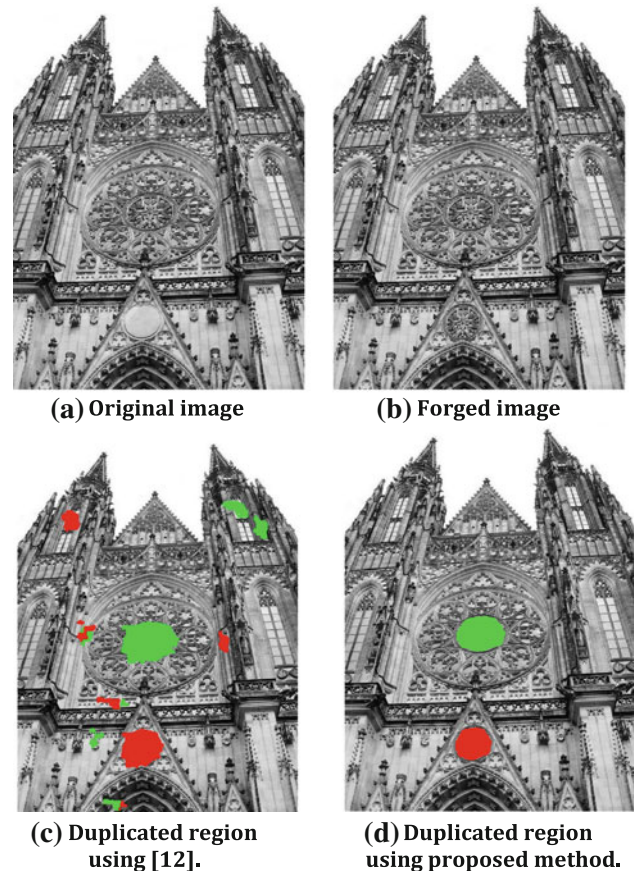 (a) Original image
(b) Forged image
(c) Duplicated region
using [12].
(d) Duplicated region
using proposed method.